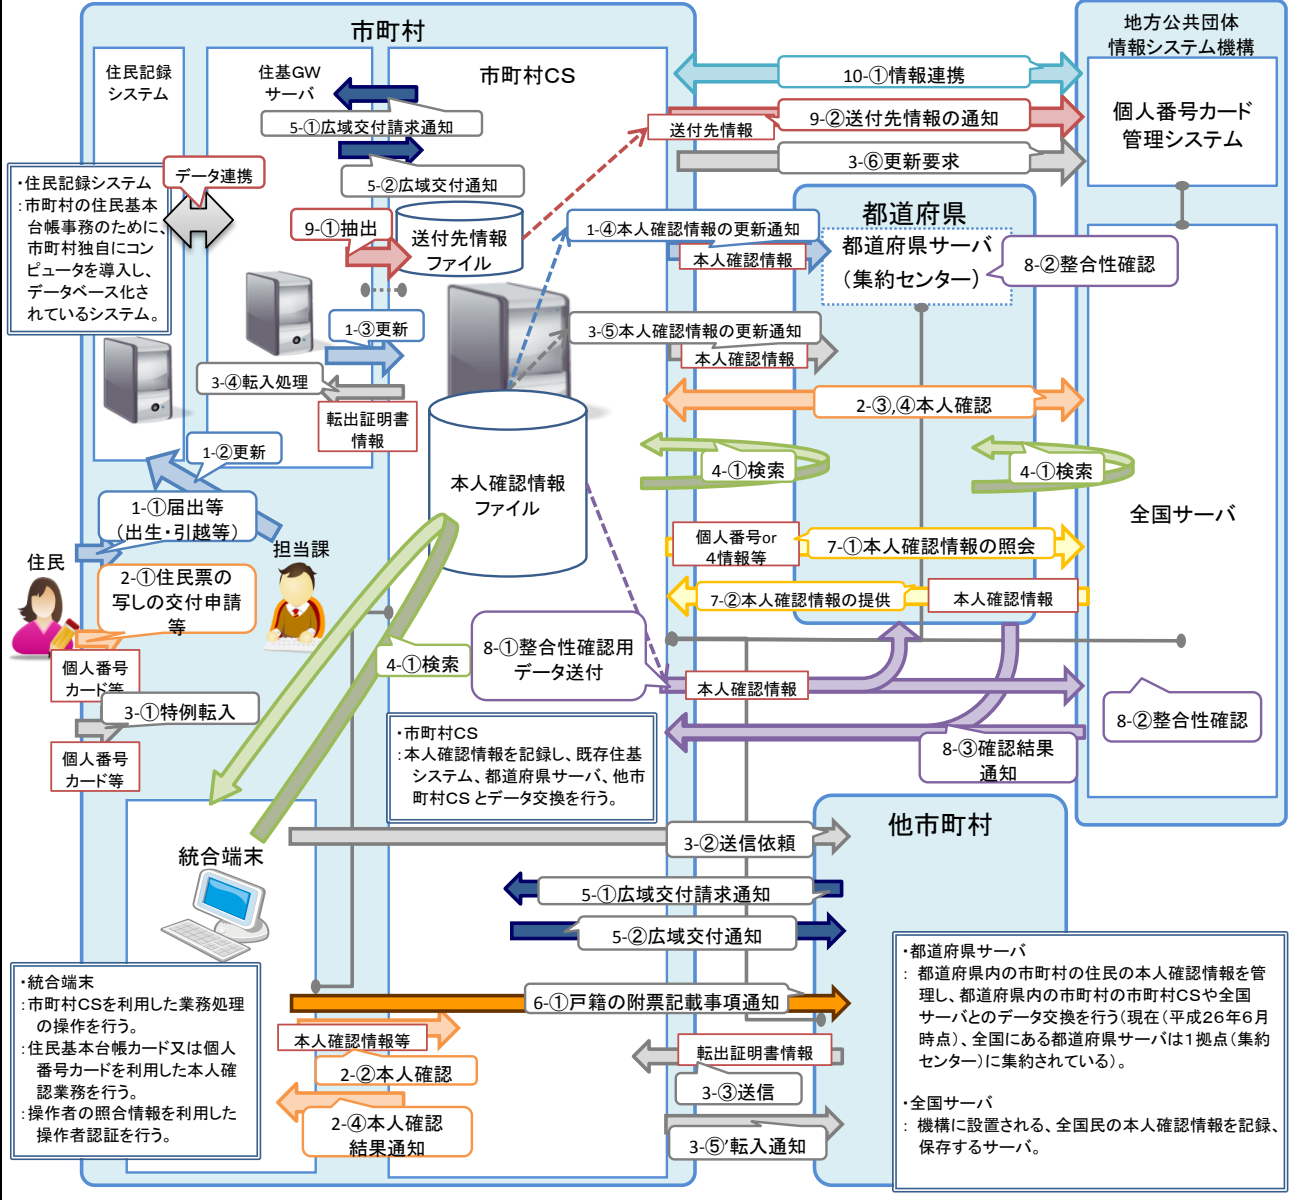 市町村
地方公共団体
情報システム機構
住民記録
システム
住基GW
サーバ
市町村CS
個人番号カード
管理システム
10-①情報連携
5-①広域交付請求通知
送付先情報
9-②送付先情報の通知
5-②広域交付通知
3-⑥更新要求
・住民記録システム
：市町村の住民基本
台帳事務のために、
市町村独自にコン
ピュータを導入し、
データベース化さ
れているシステム。
データ連携
9-①抽出
送付先情報
ファイル
都道府県
1-④本人確認情報の更新通知
本人確認情報
都道府県サーバ
（集約センター）
8-②整合性確認
1-③更新
3-⑤本人確認情報の更新通知
本人確認情報
3-④転入処理
転出証明書
情報
2-③,④本人確認
1-②更新
4-①検索
4-①検索
本人確認情報
ファイル
全国サーバ
1-①届出等
（出生・引越等）
担当課
住民
個人番号or
4情報等
7-①本人確認情報の照会
2-①住民票の
写しの交付申請
等
7-②本人確認情報の提供
本人確認情報
4-①検索
8-①整合性確認用
データ送付
個人番号
カード等
本人確認情報
3-①特例転入
8-②整合性確認
個人番号
カード等
・市町村CS
：本人確認情報を記録し、既存住基
システム、都道府県サーバ、他市
町村CS とデータ交換を行う。
8-③確認結果
通知
他市町村
統合端末
3-②送信依頼
5-①広域交付請求通知
5-②広域交付通知
・統合端末
：市町村CSを利用した業務処理
の操作を行う。
：住民基本台帳カード又は個人
番号カードを利用した本人確
認業務を行う。
：操作者の照合情報を利用した
操作者認証を行う。
6-①戸籍の附票記載事項通知
本人確認情報等
2-②本人確認
2-④本人確認
結果通知
転出証明書情報
3-③送信
3-⑤’転入通知
・都道府県サーバ
： 都道府県内の市町村の住民の本人確認情報を管
理し、都道府県内の市町村の市町村CSや全国
サーバとのデータ交換を行う（現在（平成２６年６月
時点）、全国にある都道府県サーバは１拠点（集約
センター）に集約されている）。
・全国サーバ
： 機構に設置される、全国民の本人確認情報を記録、
保存するサーバ。